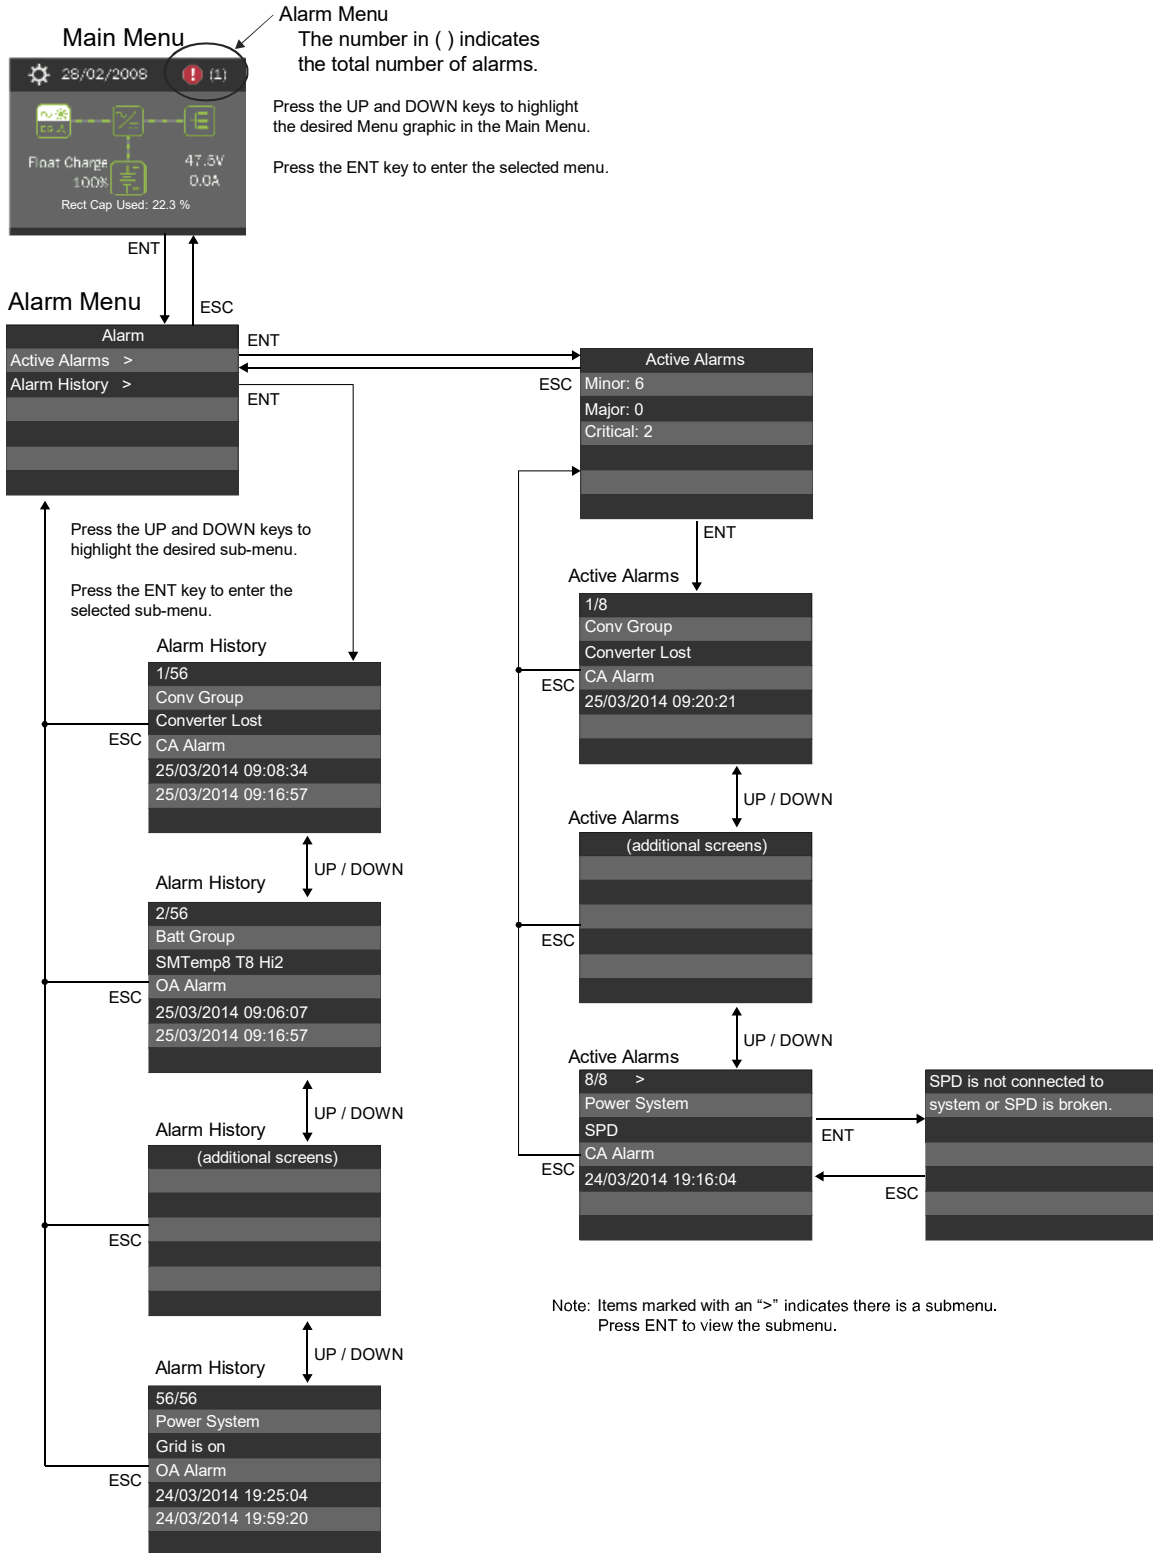 Alarm Menu
The number in ( ) indicates
the total number of alarms.
Main Menu
28/02/2008 (1)
Press the UP and DOWN keys to highlight
the desired Menu graphic in the Main Menu.
Press the ENT key to enter the selected menu.
Float Charge 47.5V
100% 0.0A
Rect Cap Used: 22.3 %
ENT
ESC
Alarm Menu
Alarm
Active Alarms >
Alarm History >
ENT
ESC
ENT
Active Alarms
Minor: 6
Major: 0
Critical: 2
ENT
Press the UP and DOWN keys to
highlight the desired sub-menu.
Press the ENT key to enter the
selected sub-menu.
Alarm History
1/56
Conv Group
Converter Lost
CA Alarm
25/03/2014 09:08:34
25/03/2014 09:16:57
ESC
UP / DOWN
Alarm History
2/56
Batt Group
SMTemp8 T8 Hi2
OA Alarm
25/03/2014 09:06:07
25/03/2014 09:16:57
ESC
UP / DOWN
Alarm History
(additional screens)
ESC
UP / DOWN
Alarm History
56/56
Power System
Grid is on
OA Alarm
24/03/2014 19:25:04
24/03/2014 19:59:20
ESC
Active Alarms
1/8
Conv Group
Converter Lost
CA Alarm
25/03/2014 09:20:21
ESC
UP / DOWN
Active Alarms
(additional screens)
ESC
UP / DOWN
Active Alarms
8/8 >
Power System
SPD
CA Alarm
24/03/2014 19:16:04
ESC
ENT
ESC
SPD is not connected to
system or SPD is broken.
Note: Items marked with an “>” indicates there is a submenu.
Press ENT to view the submenu.